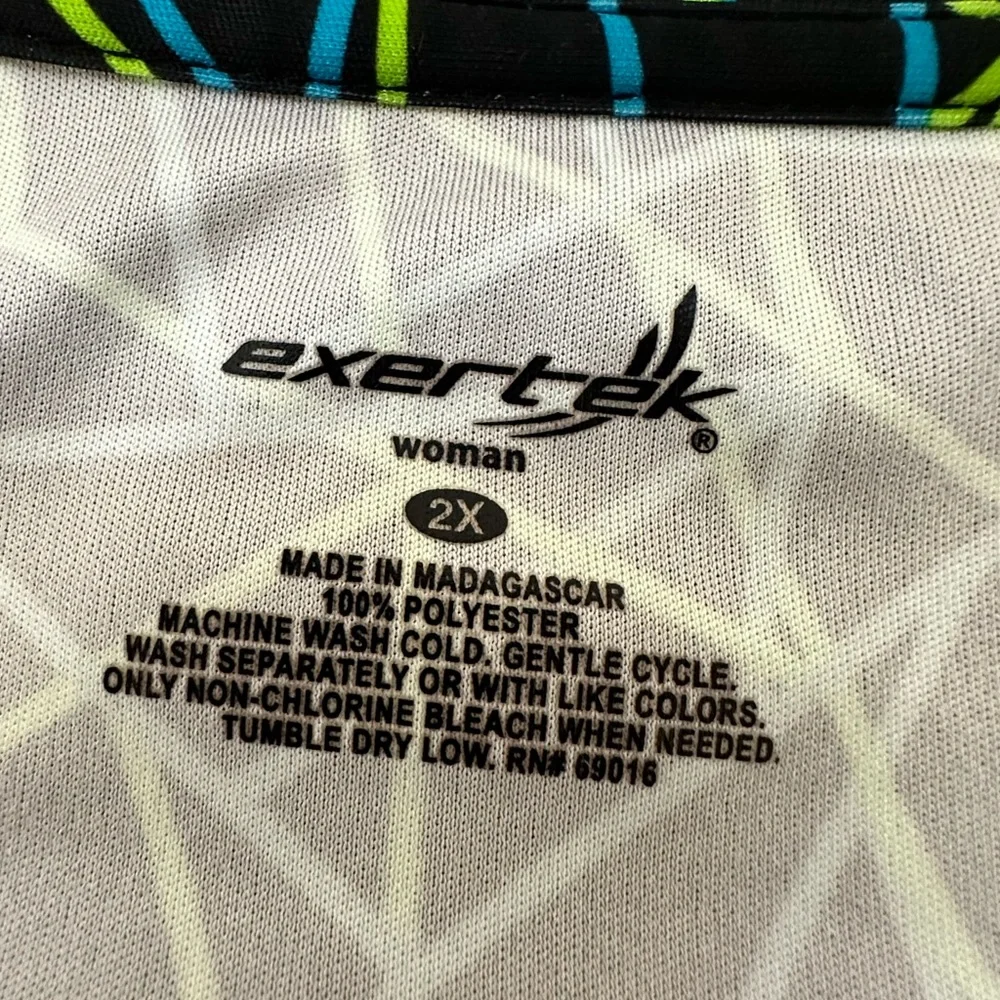 exertek®
woman
2X
MADE IN MADAGASCAR
100% POLYESTER
MACHINE WASH COLD. GENTLE CYCLE.
WASH SEPARATELY OR WITH LIKE COLORS.
ONLY NON-CHLORINE BLEACH WHEN NEEDED.
TUMBLE DRY LOW. RN# 69016